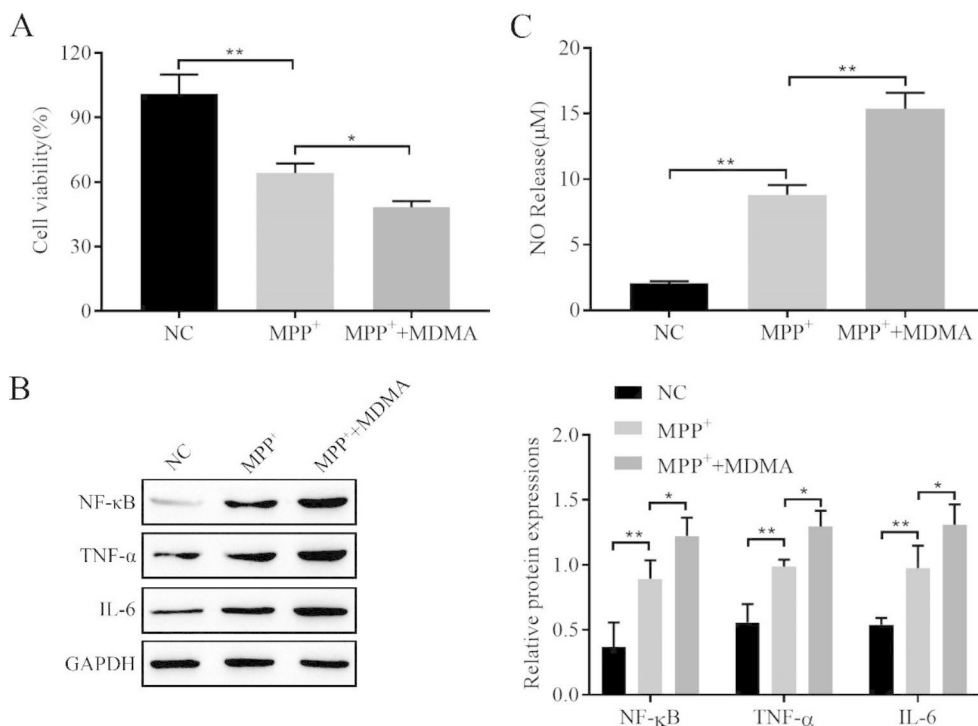 A
Cell viability(%)
120
90
60
30
0
**
*
NC
MPP+
MPP++MDMA
C
NO Release(μM)
20
15
10
5
0
**
**
NC
MPP+
MPP++MDMA
B
NC
MPP+
MPP++MDMA
NF-κB
TNF-α
IL-6
GAPDH
NC
MPP+
MPP++MDMA
Relative protein expressions
2.0
1.5
1.0
0.5
0.0
**
*
**
*
**
*
NF-κB
TNF-α
IL-6